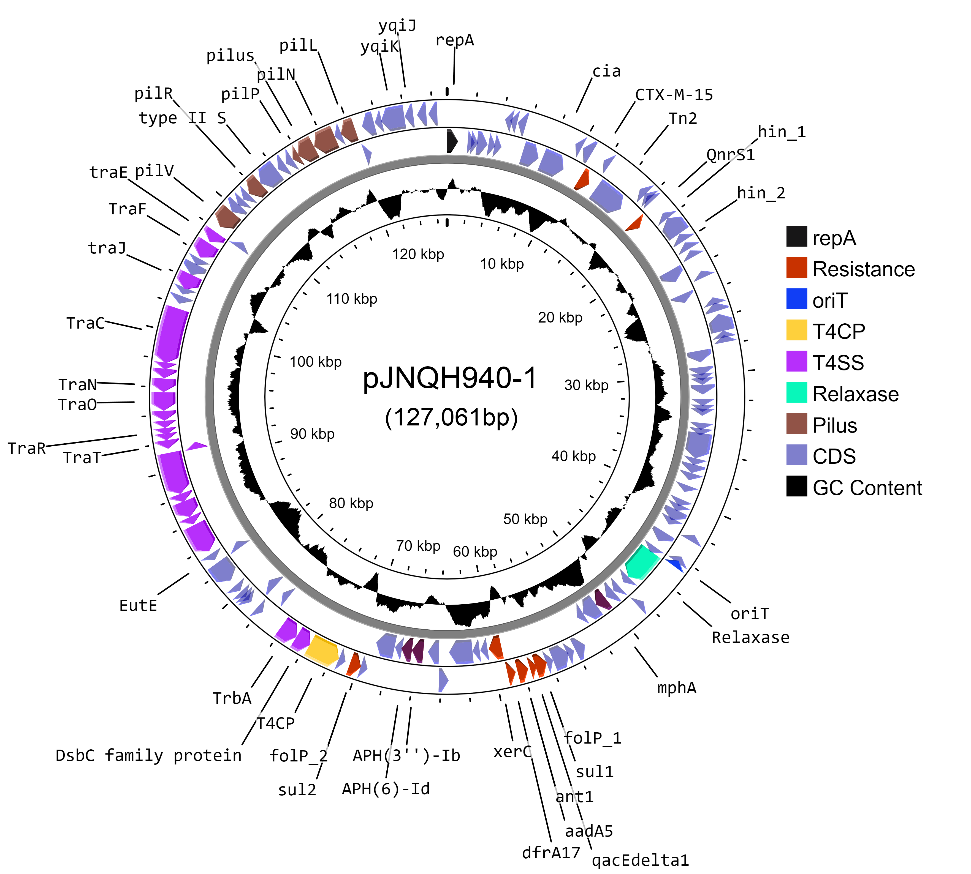 yqiJ
yqiK
repA
pilL
pilus
pilN
cia
CTX-M-15
Tn2
pilP
pilR
type II S
hin_1
QnrS1
hin_2
pilV
traE
TraF
traJ
TraC
TraN
TraO
TraR
TraT
EutE
TrbA
T4CP
DsbC family protein
folP_2
sul2
APH(3'')-Ib
APH(6)-Id
xerC
folP_1
sul1
ant1
aadA5
dfrA17
qacEdelta1
mphA
Relaxase
oriT
10 kbp
20 kbp
30 kbp
40 kbp
50 kbp
60 kbp
70 kbp
80 kbp
90 kbp
100 kbp
110 kbp
120 kbp
pJNQH940-1
(127,061bp)
repA
Resistance
oriT
T4CP
T4SS
Relaxase
Pilus
CDS
GC Content